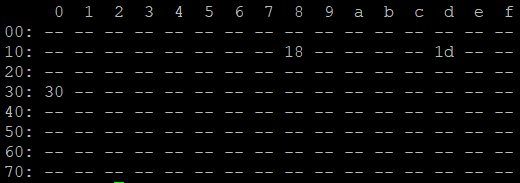 0  1  2  3  4  5  6  7  8  9  a  b  c  d  e  f
00: -- -- -- -- -- -- -- -- -- -- -- -- -- -- -- --
10: -- -- -- -- -- -- -- -- 18 -- -- -- -- 1d -- --
20: -- -- -- -- -- -- -- -- -- -- -- -- -- -- -- --
30: 30 -- -- -- -- -- -- -- -- -- -- -- -- -- -- --
40: -- -- -- -- -- -- -- -- -- -- -- -- -- -- -- --
50: -- -- -- -- -- -- -- -- -- -- -- -- -- -- -- --
60: -- -- -- -- -- -- -- -- -- -- -- -- -- -- -- --
70: -- -- -- -- -- -- -- -- -- -- -- -- -- -- -- --